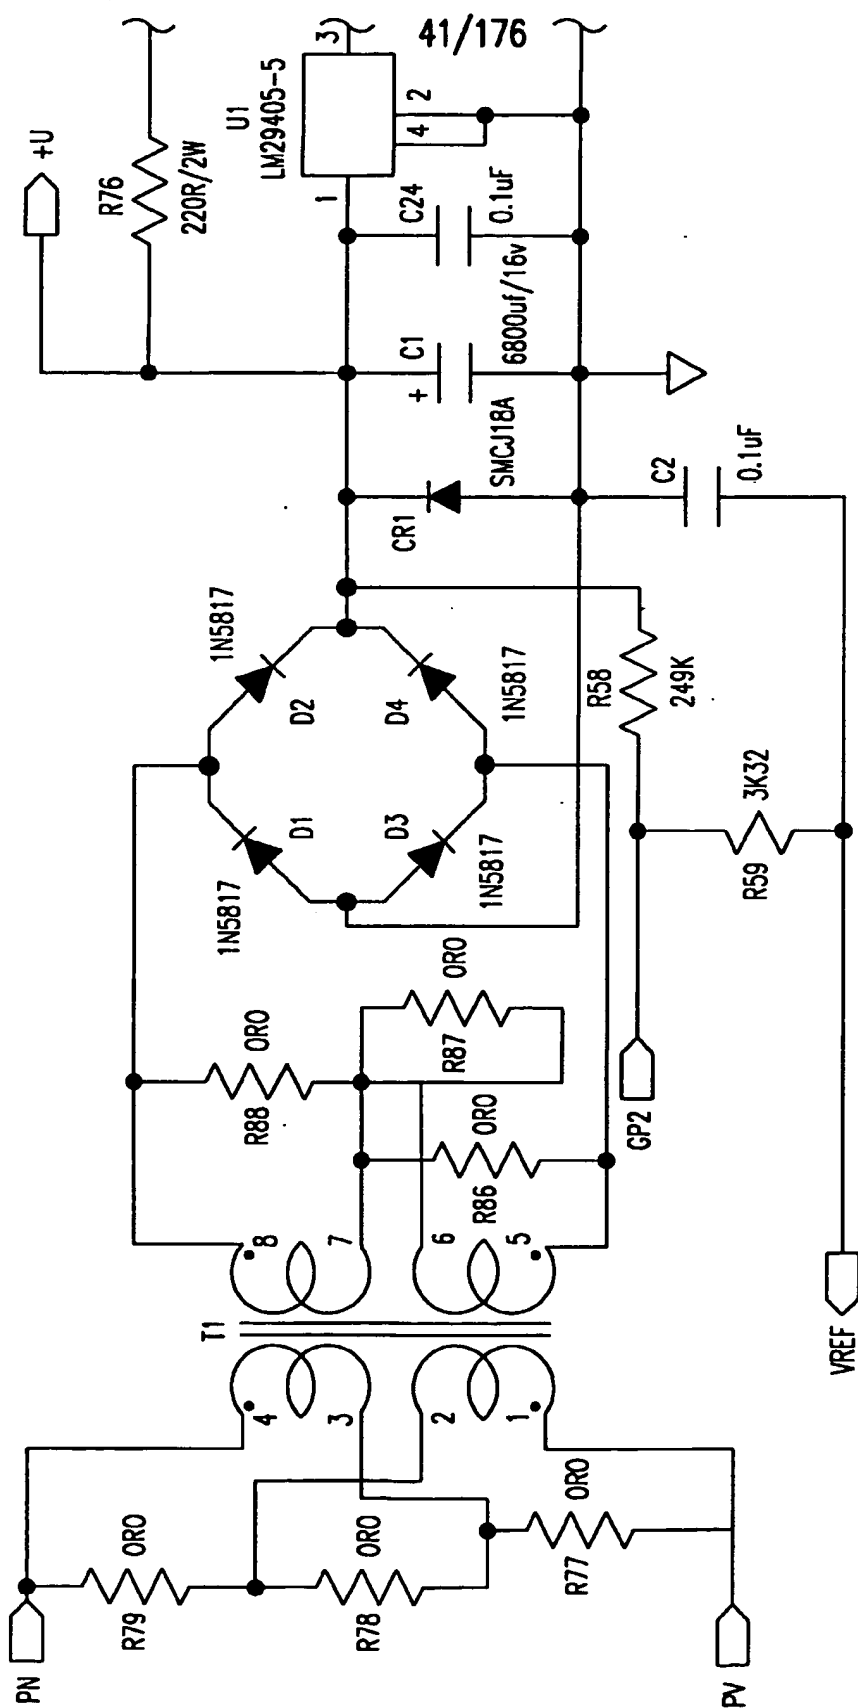 41/176
+U
R76
220R/2W
U1
LM29405-5
3
2
4
1
C24
0.1uF
+
C1
6800uf/16v
CR1
SMCJ18A
C2
0.1uF
1N5817
D2
D4
1N5817
R58
249K
1N5817
D1
D3
1N5817
R59
3K32
R88
0R0
R87
0R0
R86
0R0
GP2
T1
8
7
6
5
4
3
2
1
VREF
R79
0R0
R78
0R0
R77
0R0
PN
PV